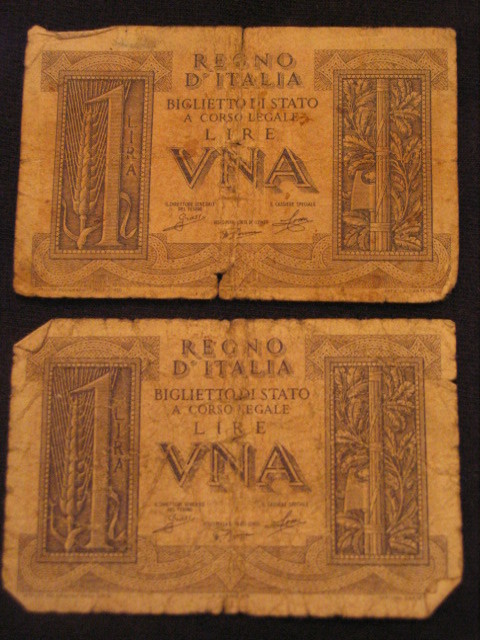 REGNO
D'ITALIA
BIGLIETTO DI STATO
A CORSO LEGALE
LIRE
VNA
1
LIRA
REGNO
D'ITALIA
BIGLIETTO DI STATO
A CORSO LEGALE
LIRE
VNA
1
LIRA